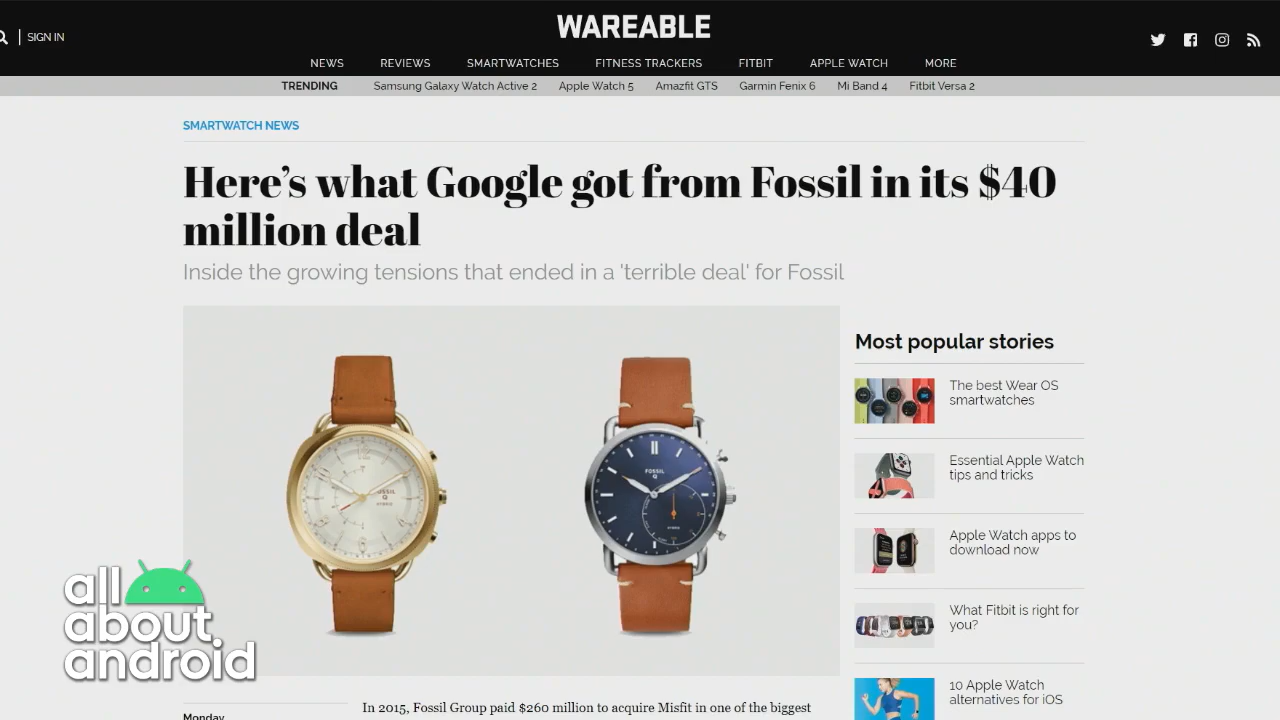 WAREABLE
SIGN IN
NEWS REVIEWS SMARTWATCHES FITNESS TRACKERS FITBIT APPLE WATCH MORE
TRENDING Samsung Galaxy Watch Active 2 Apple Watch 5 Amazfit GTS Garmin Fenix 6 Mi Band 4 Fitbit Versa 2
SMARTWATCH NEWS
Here's what Google got from Fossil in its $40
million deal
Inside the growing tensions that ended in a 'terrible deal' for Fossil
FOSSIL
Q
FOSSIL
Q
Most popular stories
The best Wear OS
smartwatches
Essential Apple Watch
tips and tricks
Apple Watch apps to
download now
What Fitbit is right for
you?
10 Apple Watch
alternatives for iOS
all
about
android
Monday
In 2015, Fossil Group paid $260 million to acquire Misfit in one of the biggest